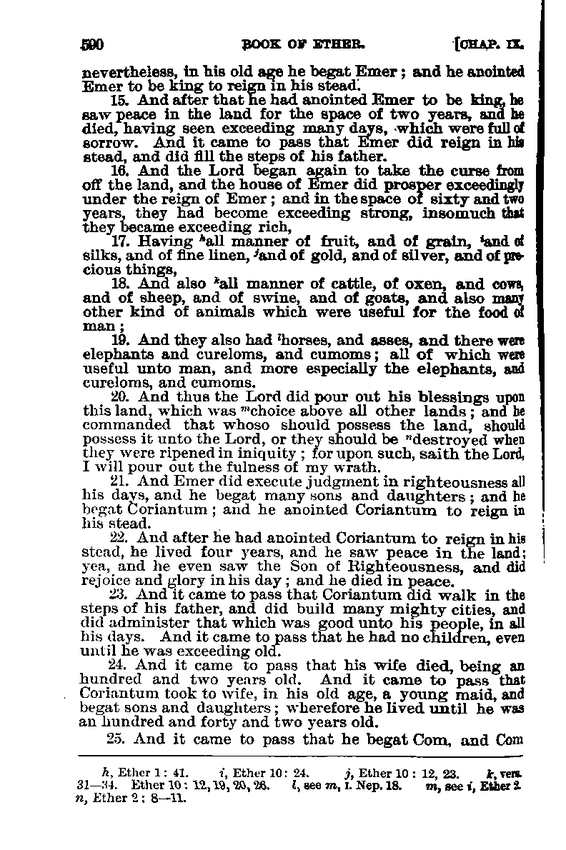 590 BOOK OF ETHER. [CHAP. IX.
nevertheless, in his old age he begat Emer; and he anointed
Emer to be king to reign in his stead.
15. And after that he had anointed Emer to be king, he
saw peace in the land for the space of two years, and he
died, having seen exceeding many days, which were full of
sorrow. And it came to pass that Emer did reign in his
stead, and did fill the steps of his father.
16. And the Lord began again to take the curse from
off the land, and the house of Emer did prosper exceedingly
under the reign of Emer; and in the space of sixty and two
years, they had become exceeding strong, insomuch that
they became exceeding rich,
17. Having ʰall manner of fruit, and of grain, ⁱand of
silks, and of fine linen, ʲand of gold, and of silver, and of pre-
cious things,
18. And also ᵏall manner of cattle, of oxen, and cows,
and of sheep, and of swine, and of goats, and also many
other kind of animals which were useful for the food of
man;
19. And they also had ˡhorses, and asses, and there were
elephants and cureloms, and cumoms; all of which were
useful unto man, and more especially the elephants, and
cureloms, and cumoms.
20. And thus the Lord did pour out his blessings upon
this land, which was ᵐchoice above all other lands; and he
commanded that whoso should possess the land, should
possess it unto the Lord, or they should be ⁿdestroyed when
they were ripened in iniquity; for upon such, saith the Lord,
I will pour out the fulness of my wrath.
21. And Emer did execute judgment in righteousness all
his days, and he begat many sons and daughters; and he
begat Coriantum; and he anointed Coriantum to reign in
his stead.
22. And after he had anointed Coriantum to reign in his
stead, he lived four years, and he saw peace in the land;
yea, and he even saw the Son of Righteousness, and did
rejoice and glory in his day; and he died in peace.
23. And it came to pass that Coriantum did walk in the
steps of his father, and did build many mighty cities, and
did administer that which was good unto his people, in all
his days. And it came to pass that he had no children, even
until he was exceeding old.
24. And it came to pass that his wife died, being an
hundred and two years old. And it came to pass that
Coriantum took to wife, in his old age, a young maid, and
begat sons and daughters; wherefore he lived until he was
an hundred and forty and two years old.
25. And it came to pass that he begat Com, and Com
h, Ether 1: 41. i, Ether 10: 24. j, Ether 10: 12, 23. k, vers.
31—34. Ether 10: 12, 19, 20, 26. l, see m, I. Nep. 18. m, see i, Ether 2.
n, Ether 2: 8—11.